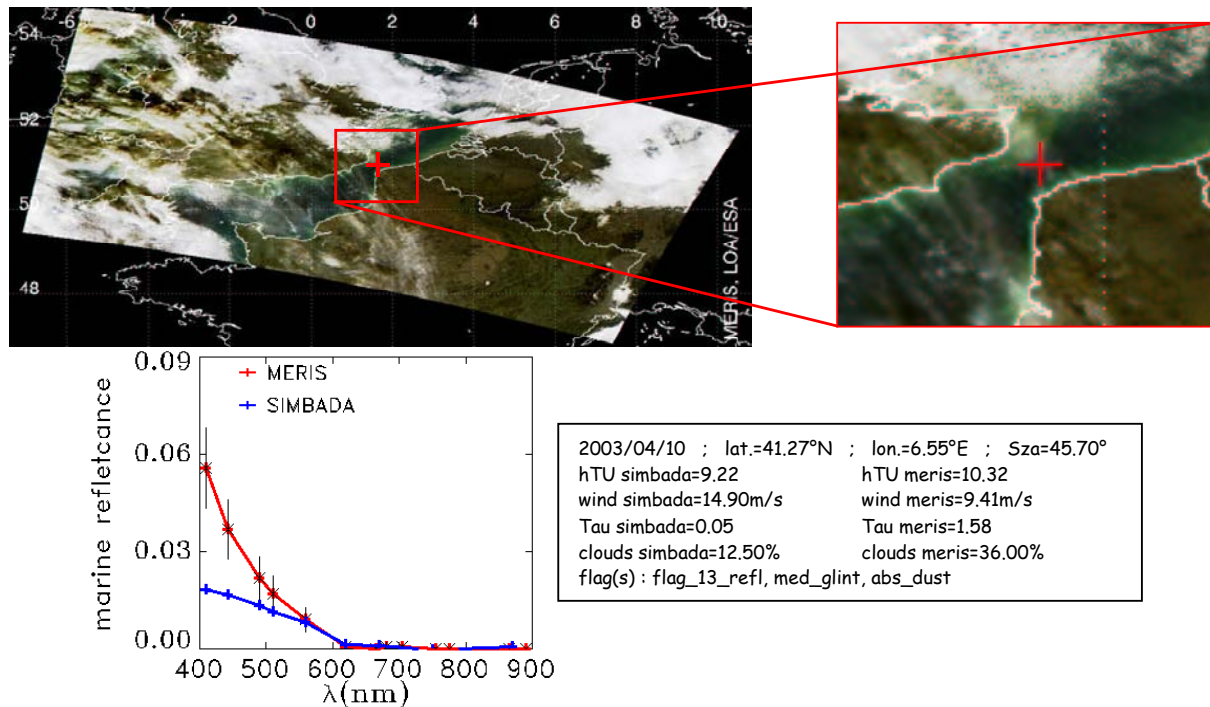 -6 -4 -2 0 2 4 6 8 10
54
52
50
48
MERIS, LOA/ESA
0.09
0.06
0.03
0.00
marine refletcance
MERIS
SIMBADA
400 500 600 700 800 900
λ(nm)
2003/04/10 ; lat.=41.27°N ; lon.=6.55°E ; Sza=45.70°
hTU simbada=9.22 hTU meris=10.32
wind simbada=14.90m/s wind meris=9.41m/s
Tau simbada=0.05 Tau meris=1.58
clouds simbada=12.50% clouds meris=36.00%
flag(s) : flag_13_refl, med_glint, abs_dust